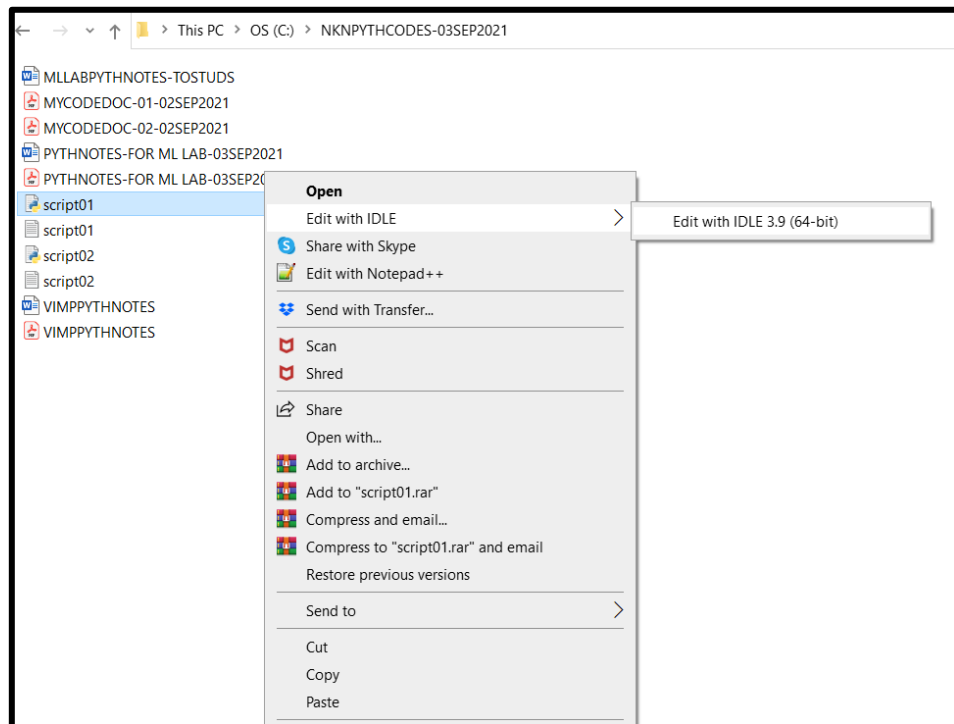 This PC > OS (C:) > NKNPYTHCODES-03SEP2021
MLLABPYTHNOTES-TOSTUDS
MYCODEDOC-01-02SEP2021
MYCODEDOC-02-02SEP2021
PYTHNOTES-FOR ML LAB-03SEP2021
PYTHNOTES-FOR ML LAB-03SEP20
script01
script01
script02
script02
VIMPPYTHNOTES
VIMPPYTHNOTES
Open
Edit with IDLE
Edit with IDLE 3.9 (64-bit)
Share with Skype
Edit with Notepad++
Send with Transfer...
Scan
Shred
Share
Open with...
Add to archive...
Add to "script01.rar"
Compress and email...
Compress to "script01.rar" and email
Restore previous versions
Send to
Cut
Copy
Paste